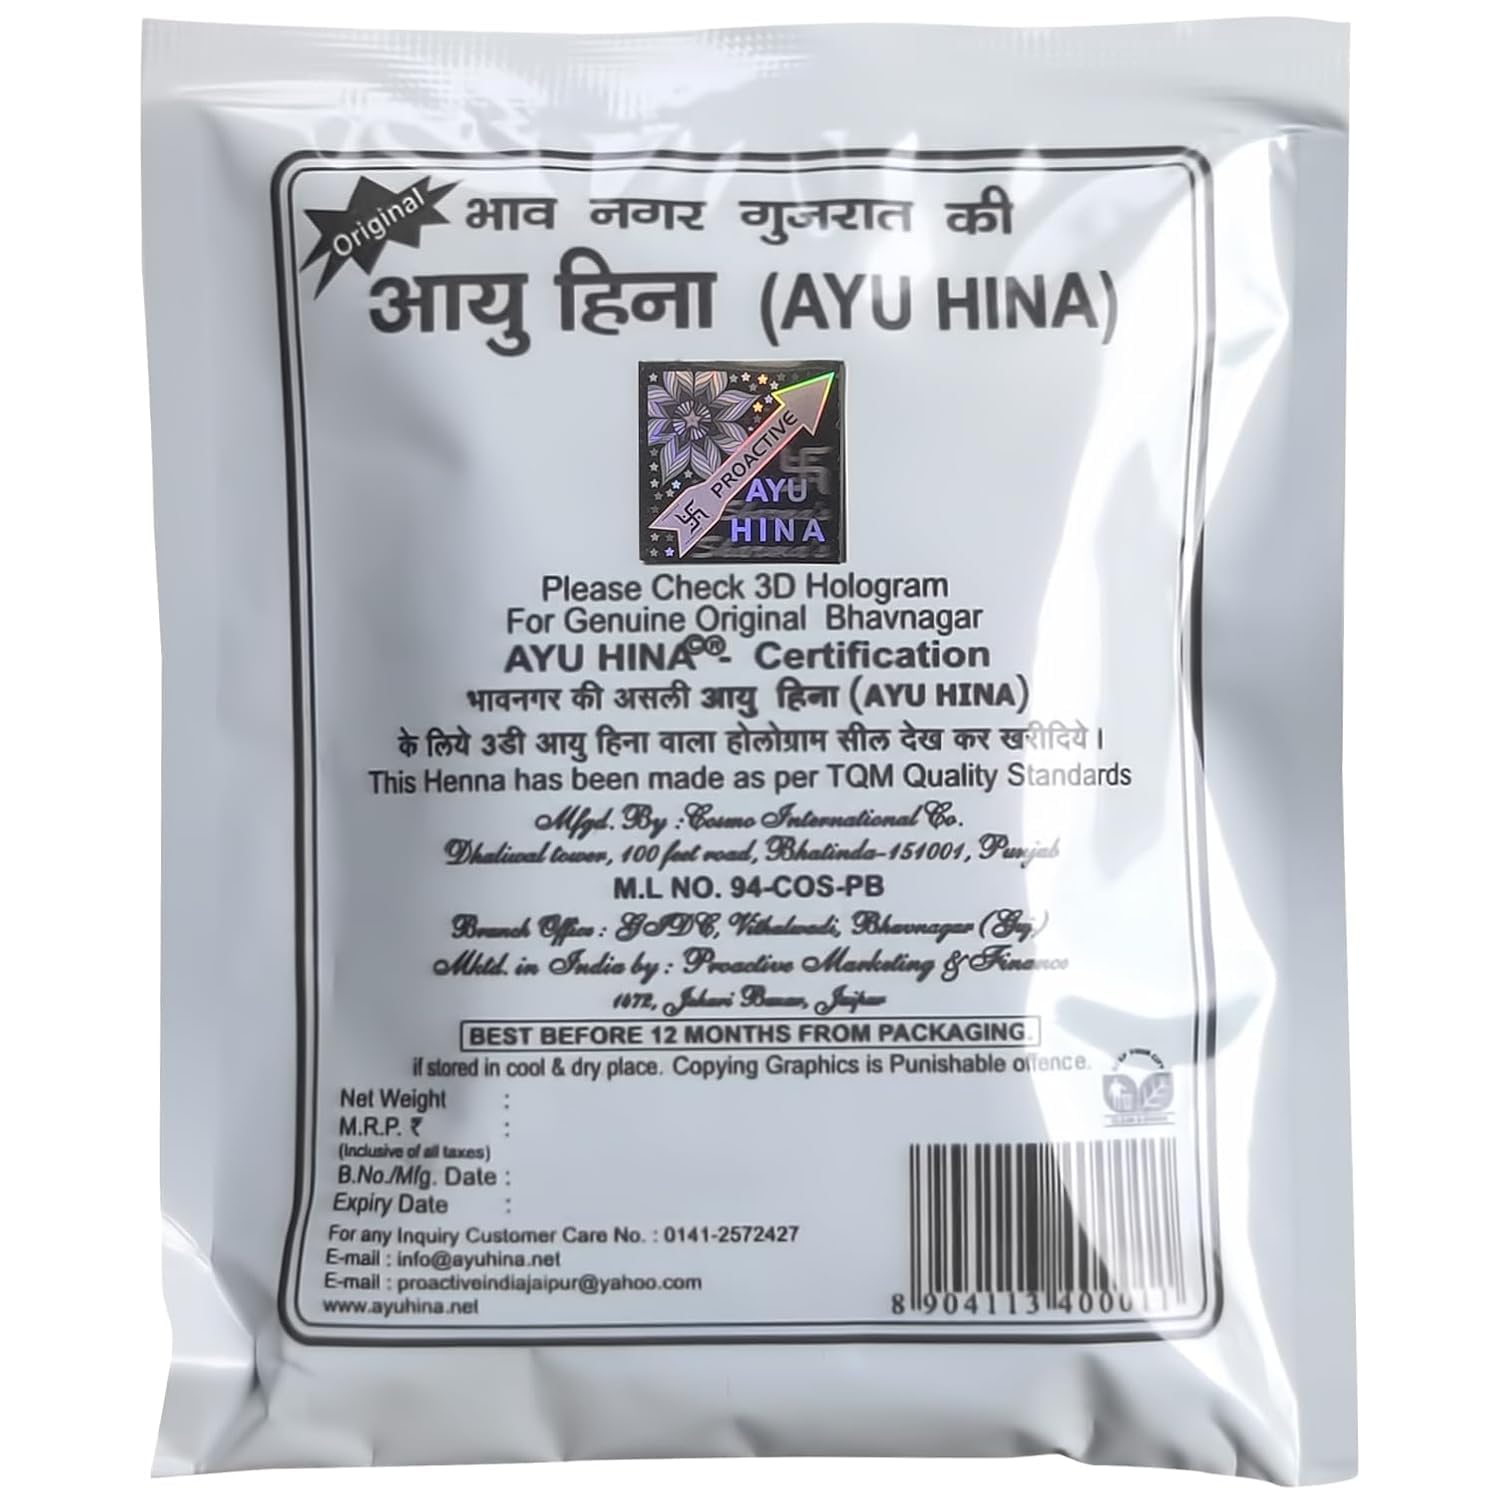 Original
भाव नगर गुजरात की
आयु हिना (AYU HINA)
PROACTIVE
AYU
HINA
Please Check 3D Hologram
For Genuine Original Bhavnagar
AYU HINA©®- Certification
भावनगर की असली आयु हिना (AYU HINA)
के लिये 3डी आयु हिना वाला होलोग्राम सील देख कर खरीदिये।
This Henna has been made as per TQM Quality Standards
Mfgd. By : Cosmo International Co.
Dhaliwal tower, 100 feet road, Bhatinda-151001, Punjab
M.L NO. 94-COS-PB
Branch Office : GIDC, Vithalwadi, Bhavnagar (Guj)
Mktd. in India by : Proactive Marketing & Finance
1472, Johari Bazar, Jaipur
BEST BEFORE 12 MONTHS FROM PACKAGING.
if stored in cool & dry place. Copying Graphics is Punishable offence.
Net Weight :
M.R.P. ₹ :
(Inclusive of all taxes)
B.No./Mfg. Date :
Expiry Date :
For any Inquiry Customer Care No. : 0141-2572427
E-mail : info@ayuhina.net
E-mail : proactiveindiajaipur@yahoo.com
www.ayuhina.net
8 904113 400011